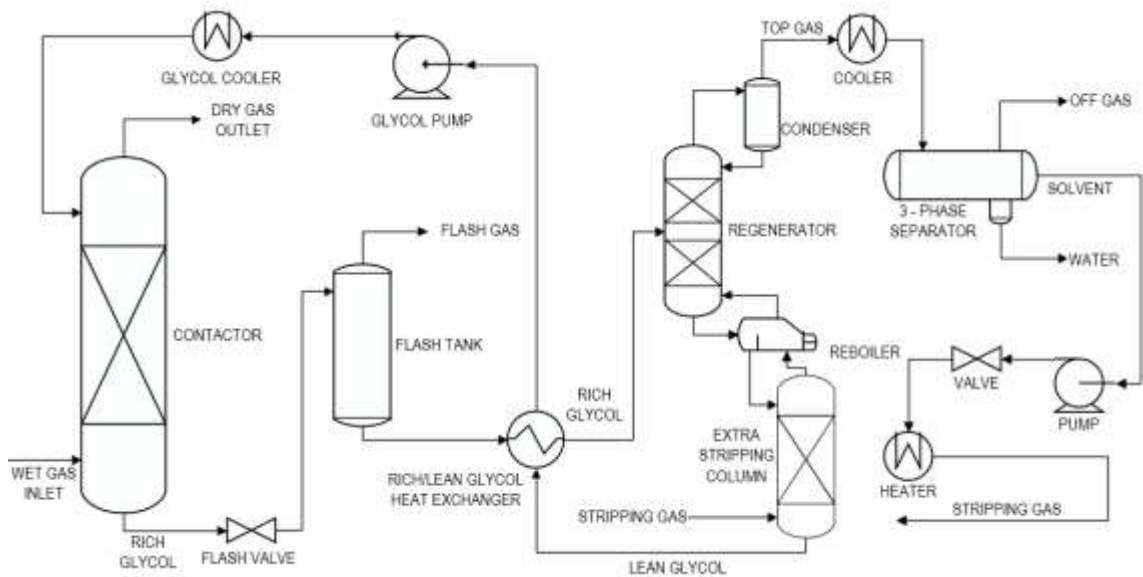 TOP GAS
GLYCOL COOLER
COOLER
DRY GAS
OUTLET
GLYCOL PUMP
CONDENSER
OFF GAS
SOLVENT
3 - PHASE
SEPARATOR
REGENERATOR
FLASH GAS
WATER
CONTACTOR
FLASH TANK
REBOILER
VALVE
RICH
GLYCOL
PUMP
EXTRA
STRIPPING
COLUMN
WET GAS
INLET
RICH/LEAN GLYCOL
HEAT EXCHANGER
HEATER
STRIPPING GAS
STRIPPING GAS
RICH
GLYCOL
FLASH VALVE
LEAN GLYCOL